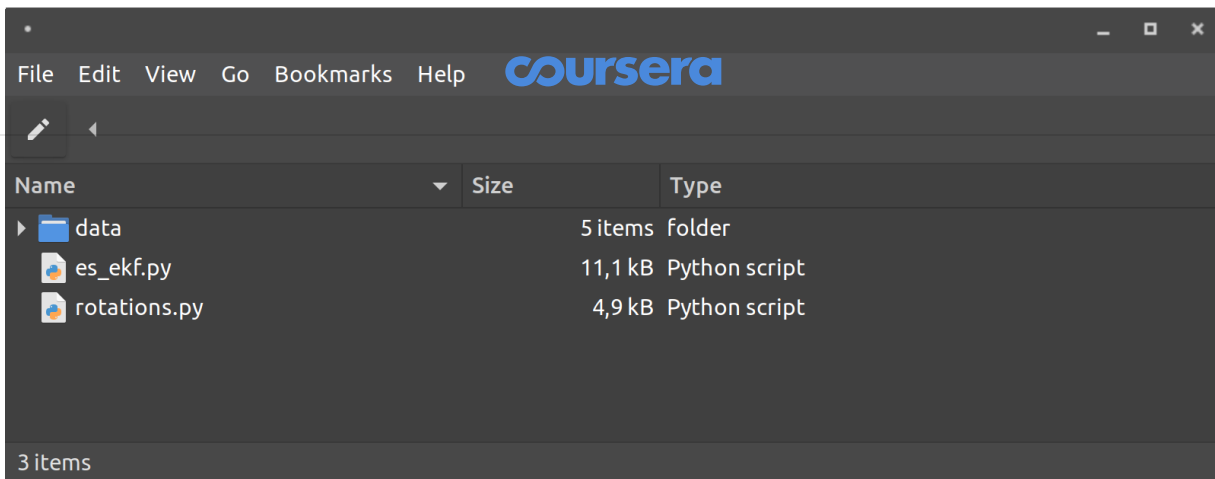 File Edit View Go Bookmarks Help coursera
Name Size Type
data 5 items folder
es_ekf.py 11,1 kB Python script
rotations.py 4,9 kB Python script
3 items